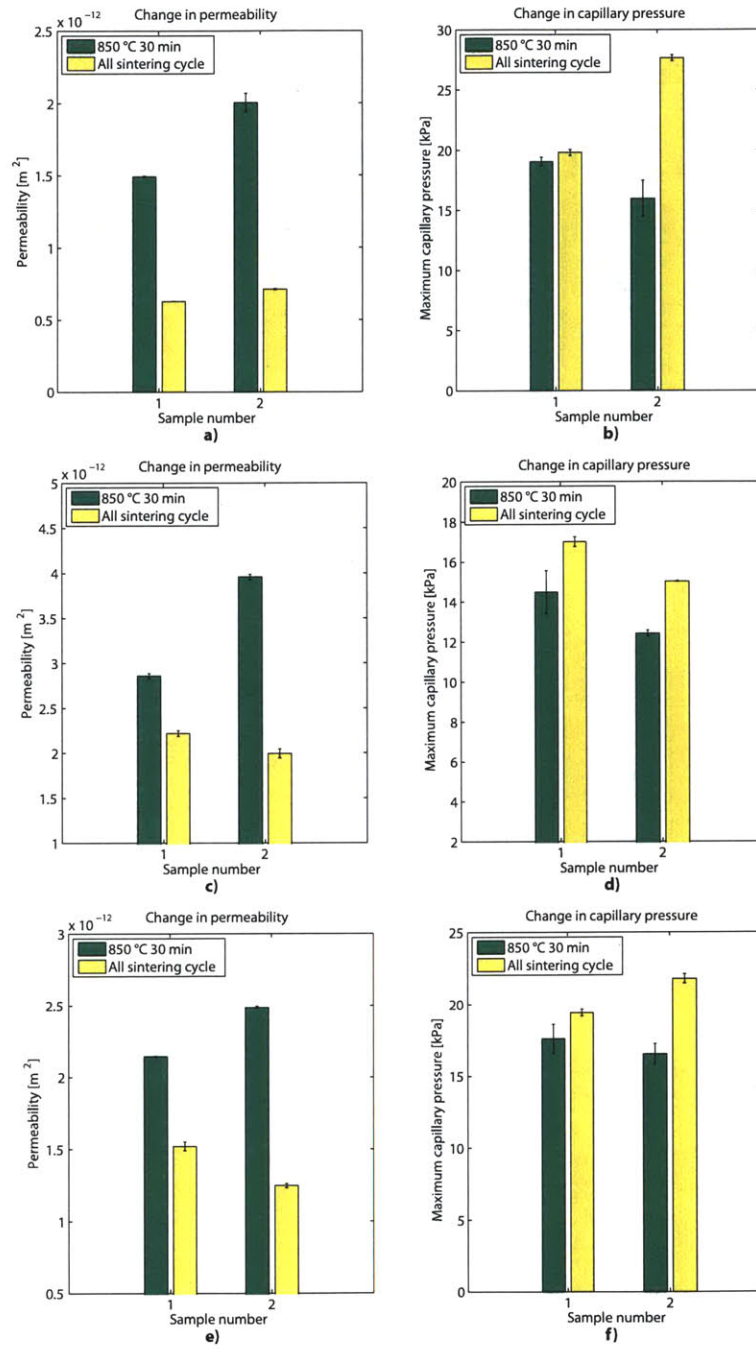 Change in permeability
x 10 -12
2.5
850 °C 30 min
All sintering cycle
2
1.5
1
0.5
0
Permeability [m 2]
1
2
Sample number
a)
Change in capillary pressure
30
850 °C 30 min
All sintering cycle
25
20
15
10
5
0
Maximum capillary pressure [kPa]
1
2
Sample number
b)
Change in permeability
x 10 -12
5
850 °C 30 min
All sintering cycle
4.5
4
3.5
3
2.5
2
1.5
1
Permeability [m 2]
1
2
Sample number
c)
Change in capillary pressure
20
850 °C 30 min
All sintering cycle
18
16
14
12
10
8
6
4
2
Maximum capillary pressure [kPa]
1
2
Sample number
d)
Change in permeability
x 10 -12
3
850 °C 30 min
All sintering cycle
2.5
2
1.5
1
0.5
Permeability [m 2]
1
2
Sample number
e)
Change in capillary pressure
25
850 °C 30 min
All sintering cycle
20
15
10
5
0
Maximum capillary pressure [kPa]
1
2
Sample number
f)